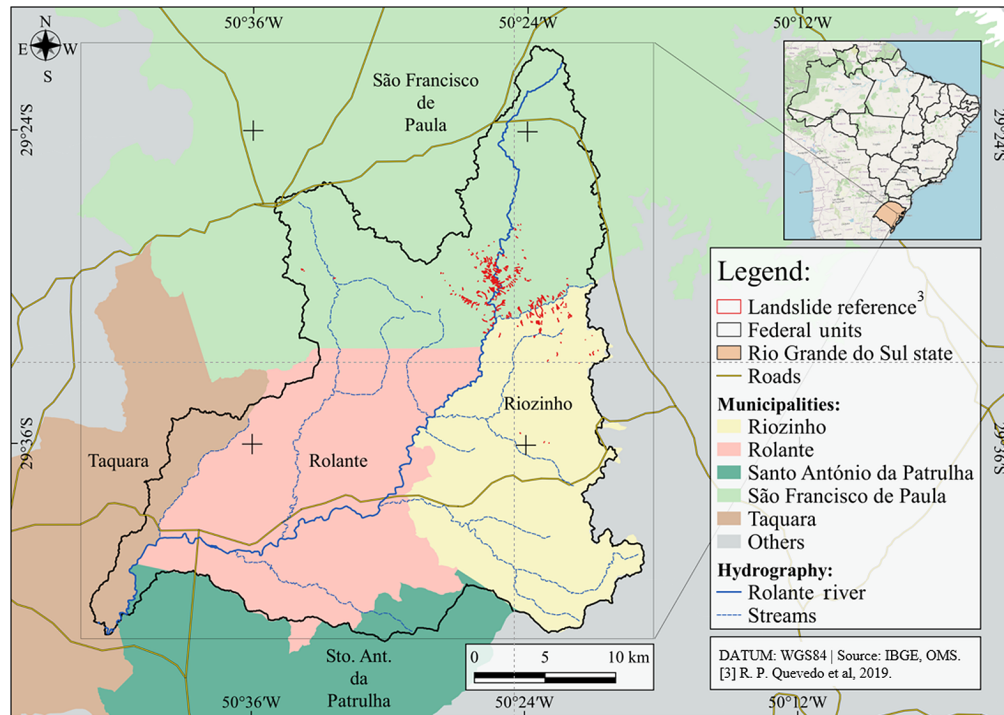 50°36'W
50°24'W
50°12'W
N
E
W
S
29°24'S
29°24'S
São Francisco
de
Paula
Legend:
Landslide reference3
Federal units
Rio Grande do Sul state
Roads
Municipalities:
Riozinho
Rolante
Santo António da Patrulha
São Francisco de Paula
Taquara
Others
Hydrography:
Rolante river
Streams
Riozinho
29°36'S
29°36'S
Taquara
Rolante
Sto. Ant.
da
Patrulha
0
5
10 km
DATUM: WGS84 | Source: IBGE, OMS.
[3] R. P. Quevedo et al, 2019.
50°36'W
50°24'W
50°12'W